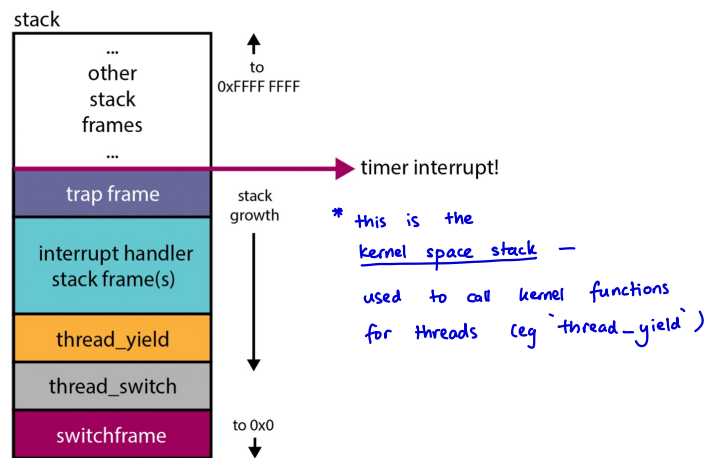 stack
...
other
stack
frames
...
to
0xFFFF FFFF
timer interrupt!
trap frame
stack
growth
interrupt handler
stack frame(s)
thread_yield
thread_switch
switchframe
to 0x0
* this is the
kernel space stack —
used to call kernel functions
for threads (eg `thread_yield`)